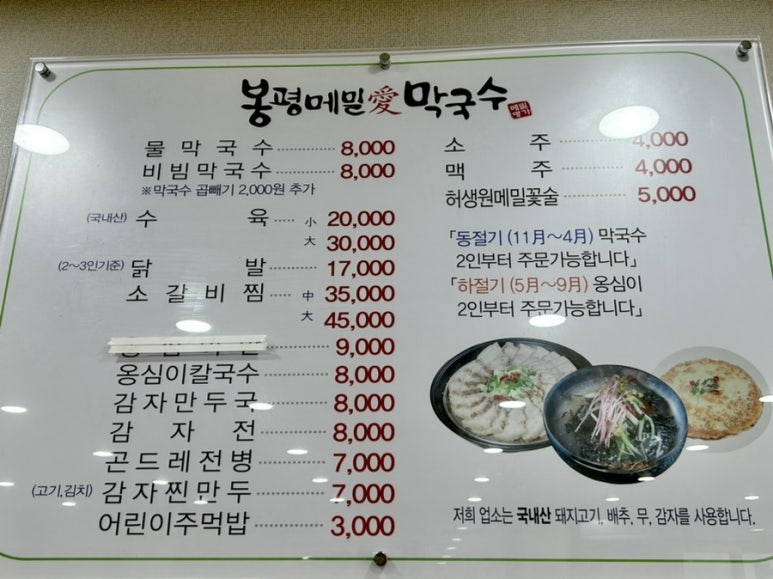 봉평메밀愛막국수
메밀명가
물막국수 8,000
비빔막국수 8,000
※막국수 곱빼기 2,000원 추가
(국내산) 수육 小 20,000
大 30,000
(2~3인기준) 닭발 17,000
소갈비찜 中 35,000
大 45,000
9,000
옹심이칼국수 8,000
감자만두국 8,000
감자전 8,000
곤드레전병 7,000
(고기,김치) 감자찐만두 7,000
어린이주먹밥 3,000
소주 4,000
맥주 4,000
허생원메밀꽃술 5,000
「동절기 (11月~4月) 막국수
2인부터 주문가능합니다」
「하절기 (5月~9月) 옹심이
2인부터 주문가능합니다」
저희 업소는 국내산 돼지고기, 배추, 무, 감자를 사용합니다.